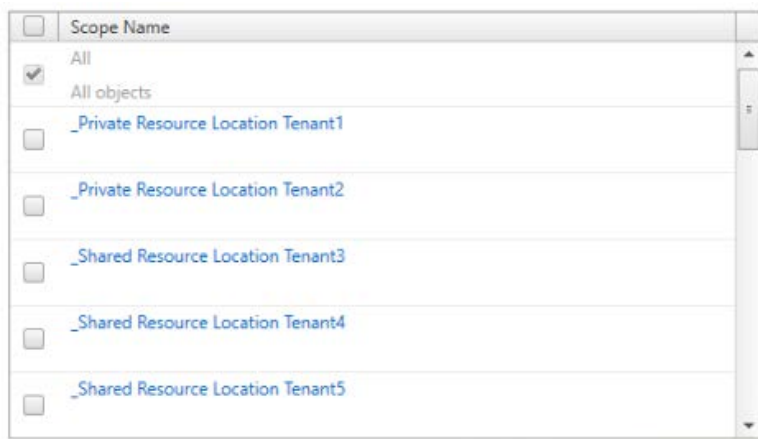 Scope Name
All
All objects
_Private Resource Location Tenant1
_Private Resource Location Tenant2
_Shared Resource Location Tenant3
_Shared Resource Location Tenant4
_Shared Resource Location Tenant5